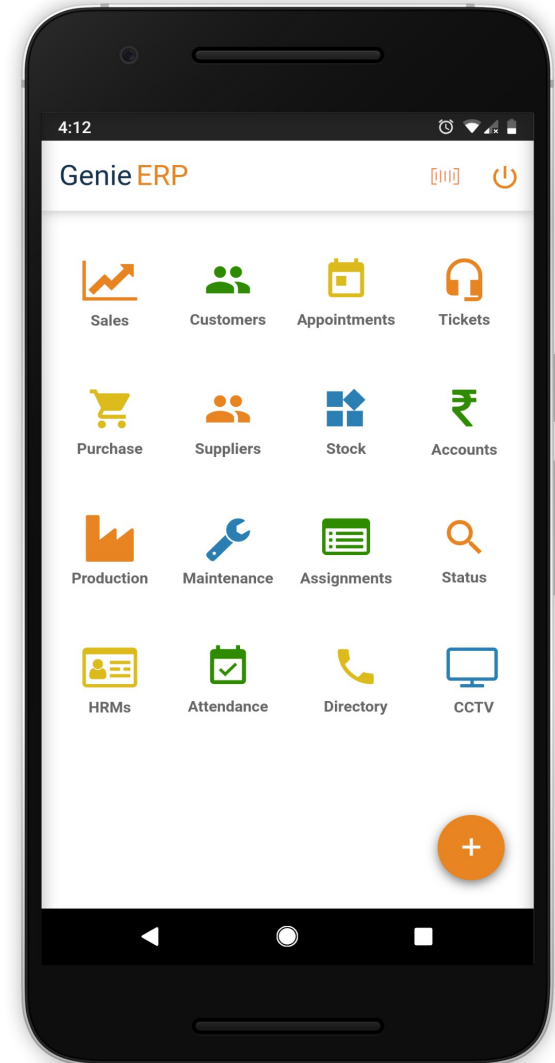 4:12
Genie ERP
Sales Customers Appointments Tickets
Purchase Suppliers Stock Accounts
Production Maintenance Assignments Status
HRMs Attendance Directory CCTV